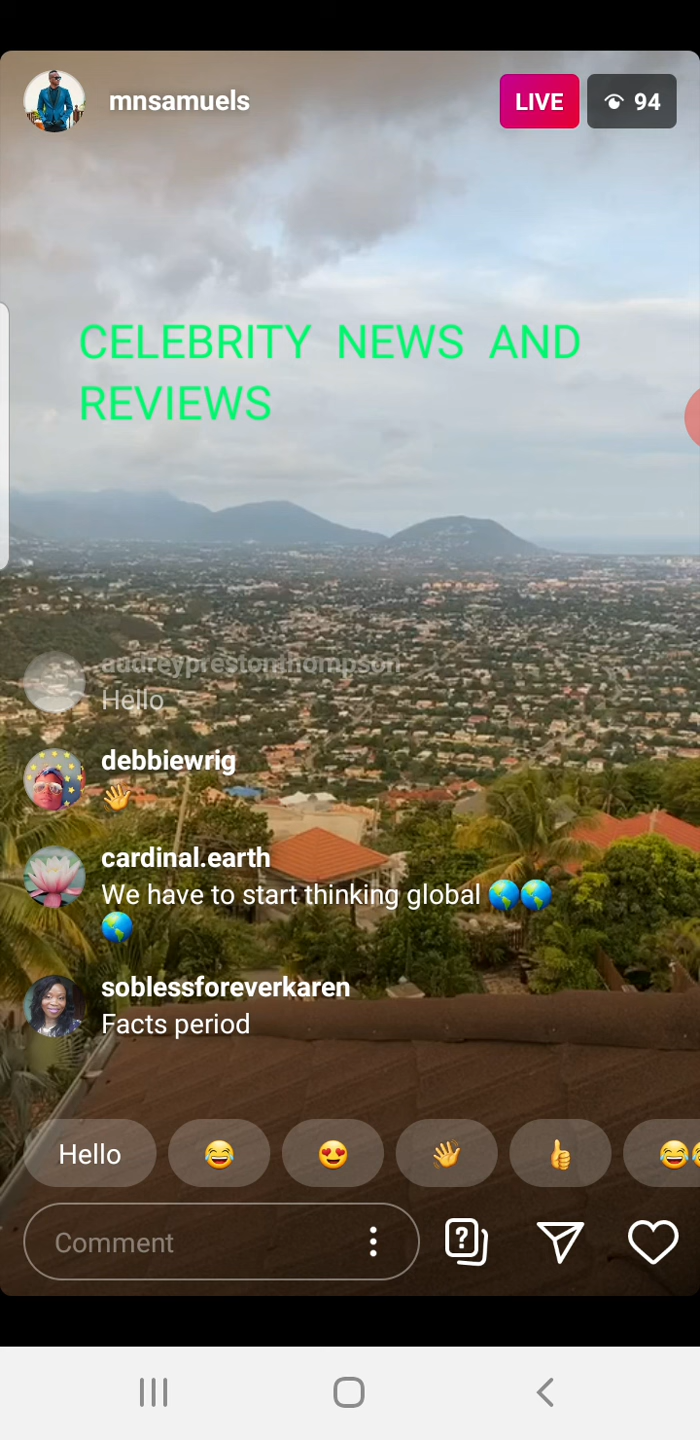 mnsamuels
LIVE
94
CELEBRITY NEWS AND
REVIEWS
audreyprestonthompson
Hello
debbiewrig
👋
cardinal.earth
We have to start thinking global 🌎🌎
🌎
soblessforeverkaren
Facts period
Hello 😂 😍 👋 👍 😂
Comment